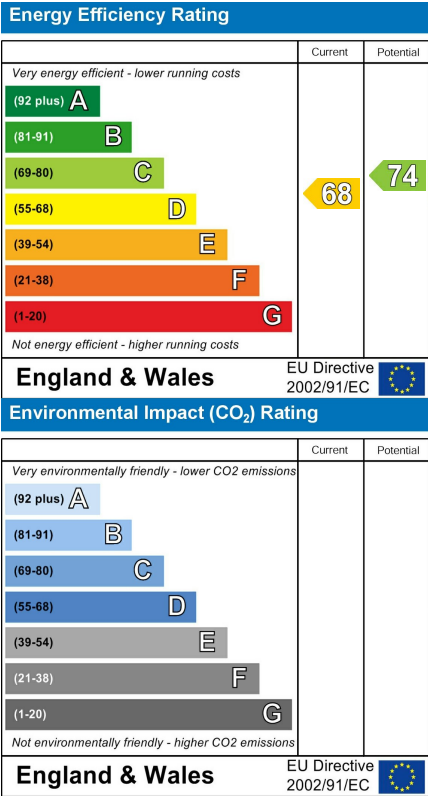 Energy Efficiency Rating
Current Potential
Very energy efficient - lower running costs
(92 plus) A
(81-91) B
(69-80) C
(55-68) D
(39-54) E
(21-38) F
(1-20) G
68
74
Not energy efficient - higher running costs
England & Wales
EU Directive
2002/91/EC
Environmental Impact (CO₂) Rating
Current Potential
Very environmentally friendly - lower CO2 emissions
(92 plus) A
(81-91) B
(69-80) C
(55-68) D
(39-54) E
(21-38) F
(1-20) G
Not environmentally friendly - higher CO2 emissions
England & Wales
EU Directive
2002/91/EC